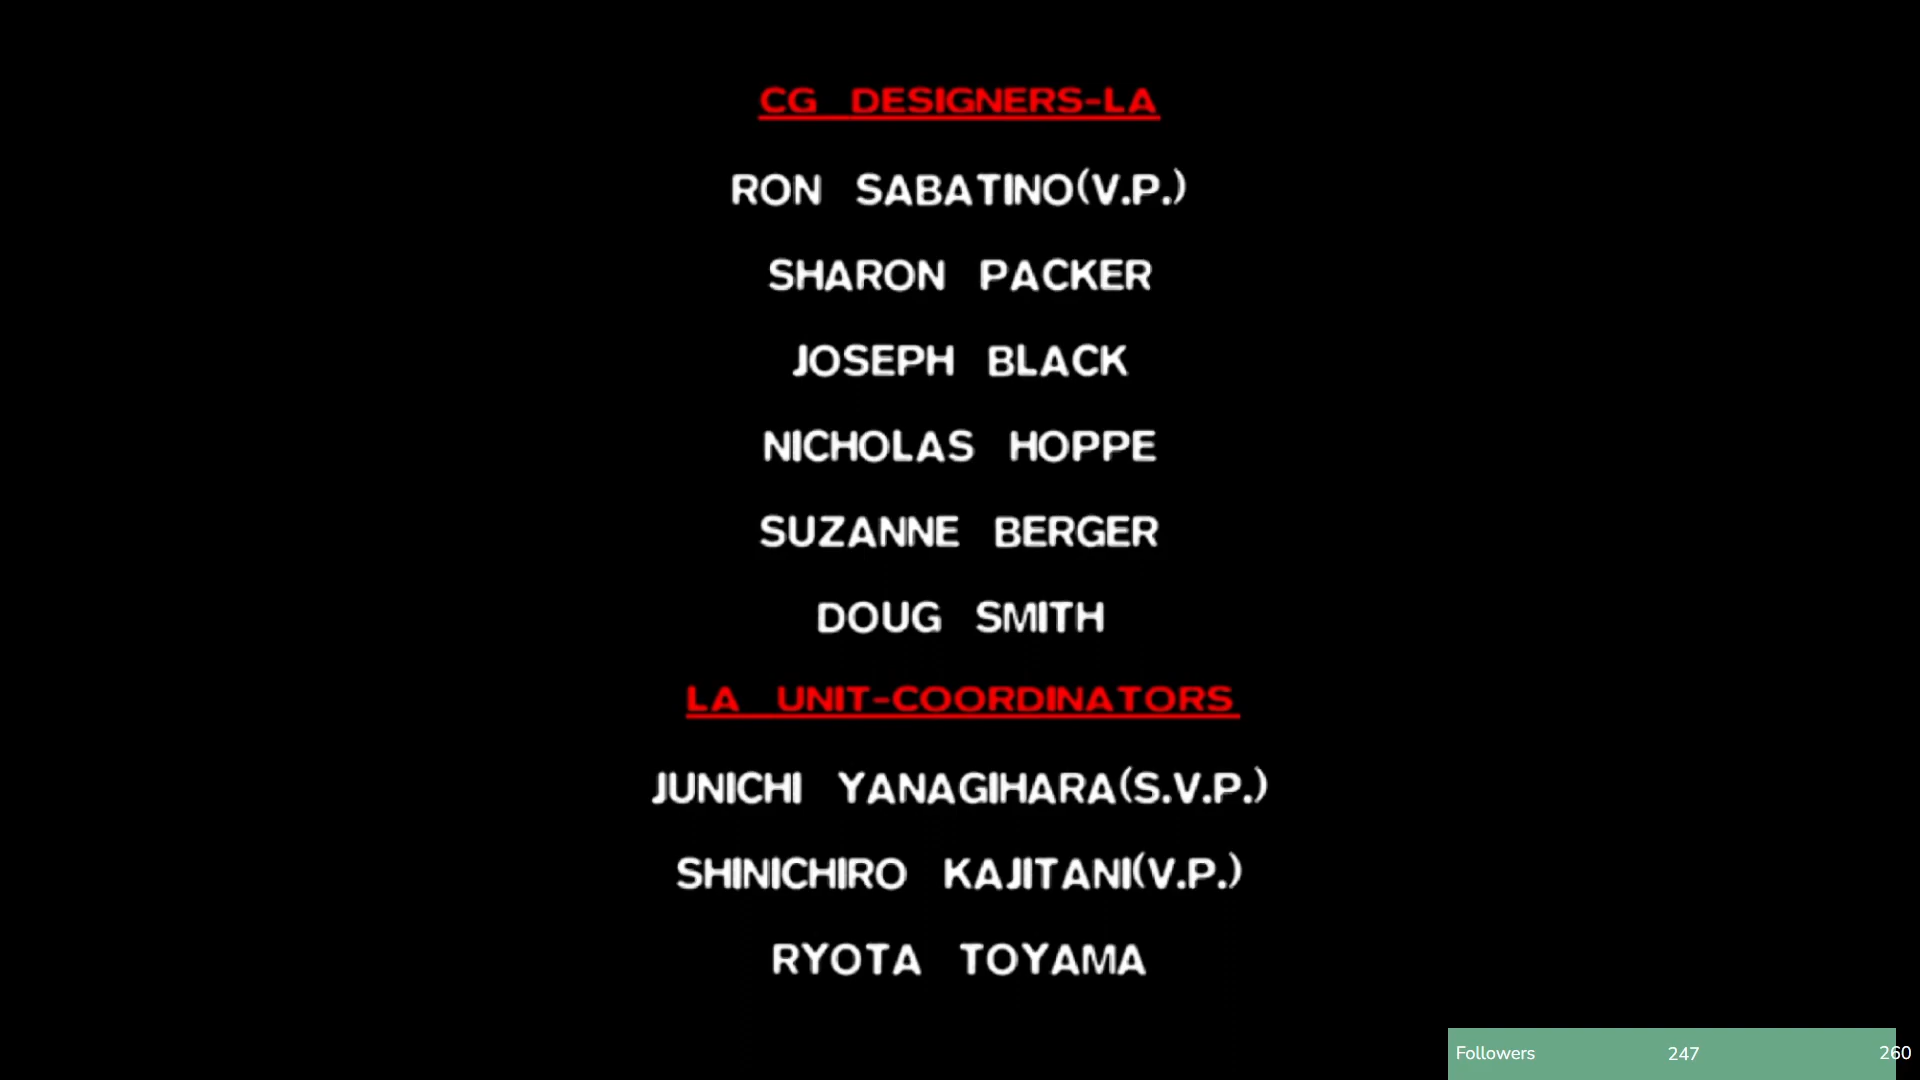 CG DESIGNERS-LA
RON SABATINO(V.P.)
SHARON PACKER
JOSEPH BLACK
NICHOLAS HOPPE
SUZANNE BERGER
DOUG SMITH
LA UNIT-COORDINATORS
JUNICHI YANAGIHARA(S.V.P.)
SHINICHIRO KAJITANI(V.P.)
RYOTA TOYAMA
Followers 247 260